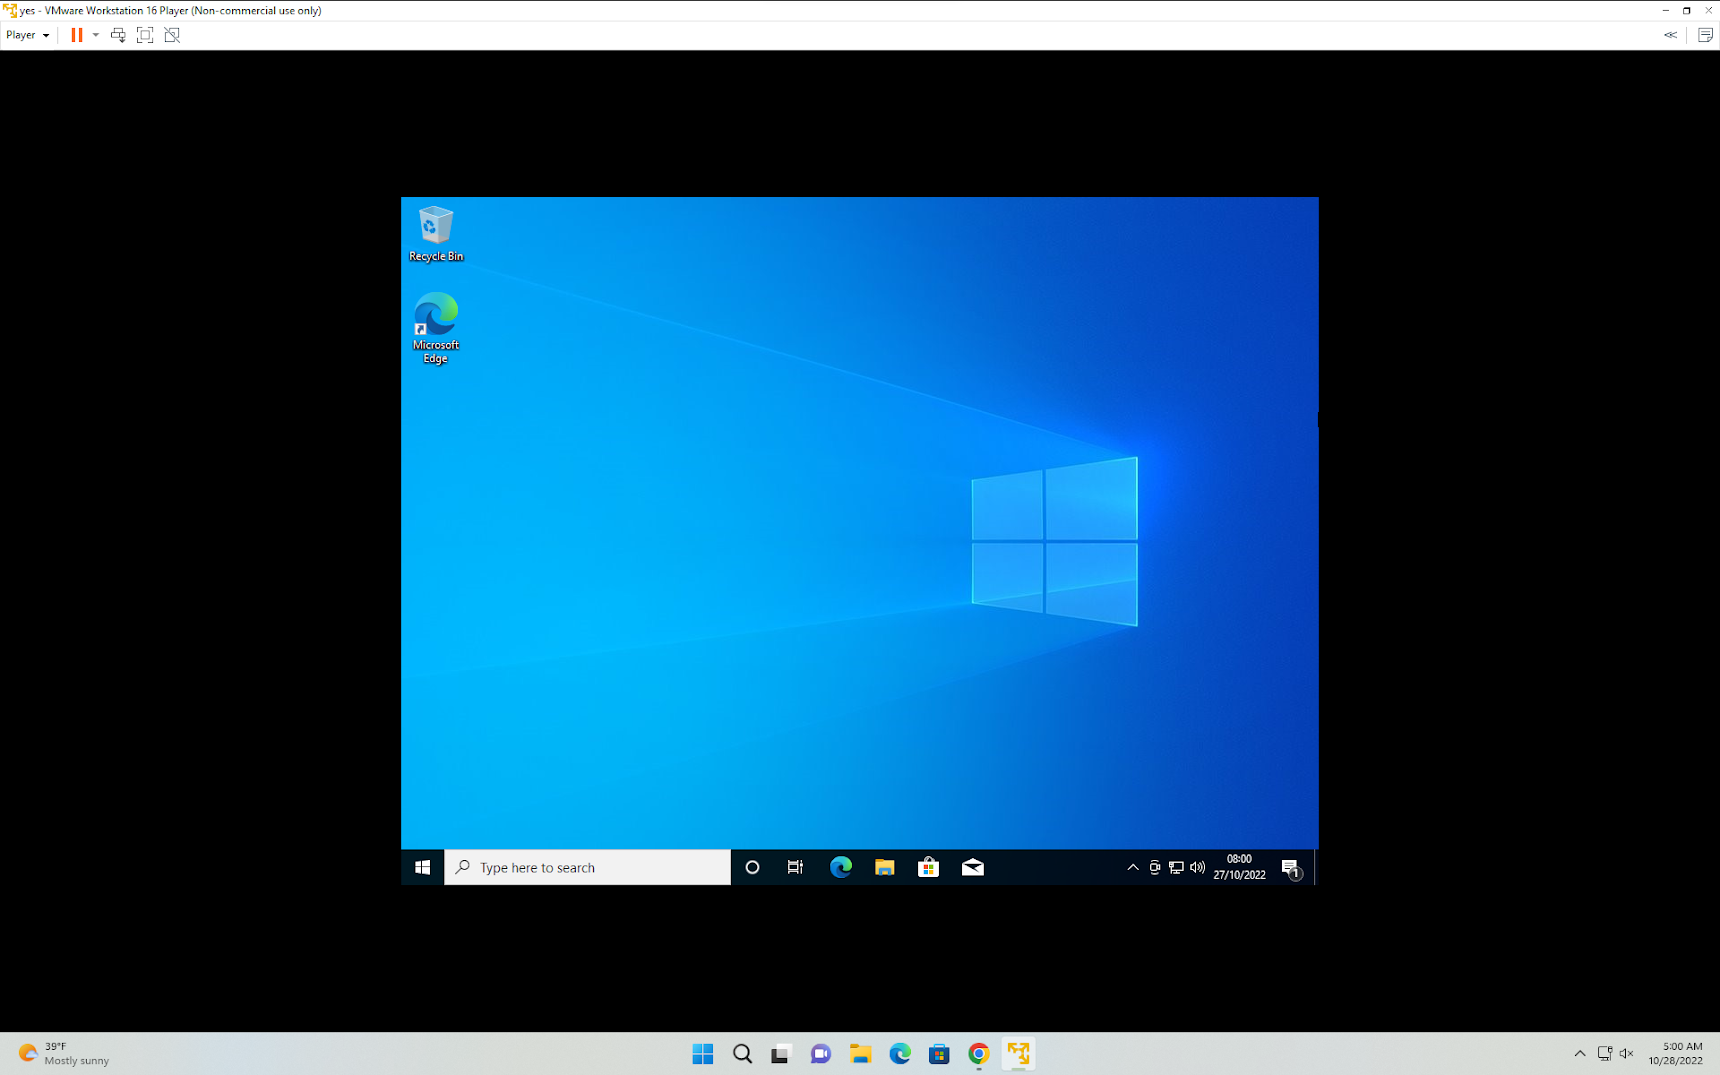 yes - VMware Workstation 16 Player (Non-commercial use only)
Player
Recycle Bin
Microsoft
Edge
Type here to search
08:00
27/10/2022
1
39°F
Mostly sunny
5:00 AM
10/28/2022